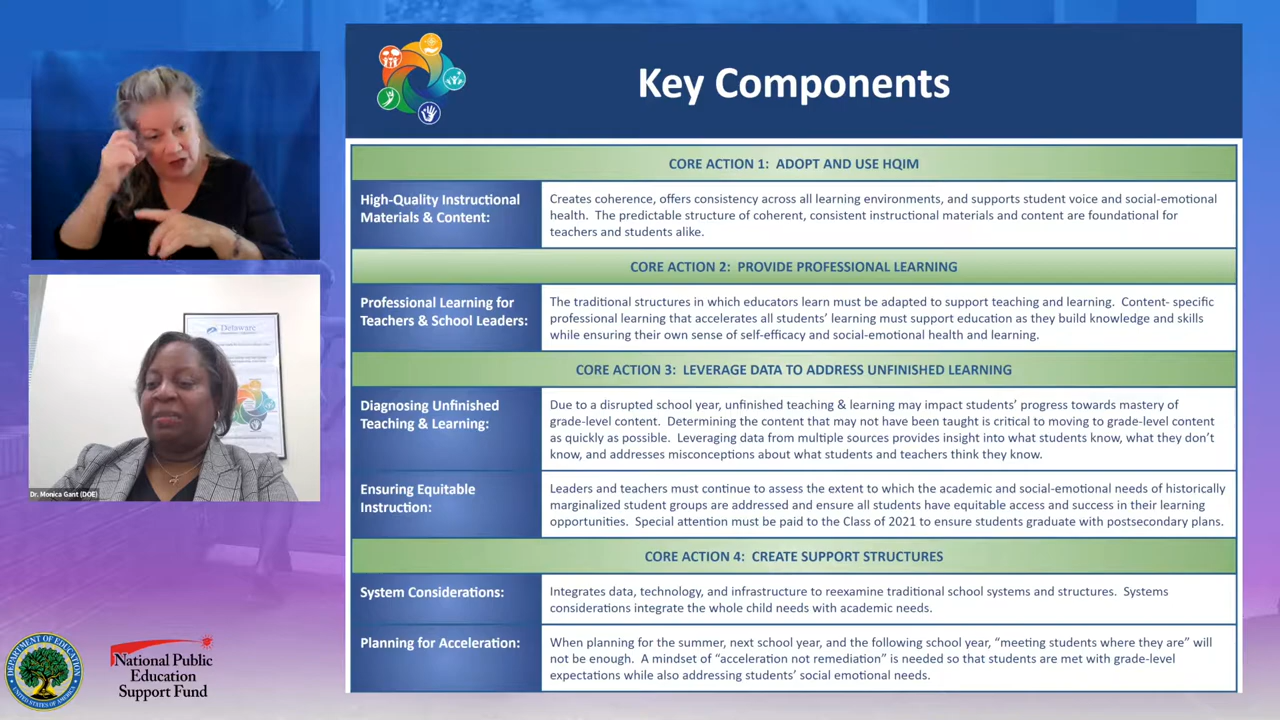 Key Components
CORE ACTION 1: ADOPT AND USE HQIM
High-Quality Instructional
Materials & Content:
Creates coherence, offers consistency across all learning environments, and supports student voice and social-emotional
health. The predictable structure of coherent, consistent instructional materials and content are foundational for
teachers and students alike.
CORE ACTION 2: PROVIDE PROFESSIONAL LEARNING
Professional Learning for
Teachers & School Leaders:
The traditional structures in which educators learn must be adapted to support teaching and learning. Content- specific
professional learning that accelerates all students' learning must support education as they build knowledge and skills
while ensuring their own sense of self-efficacy and social-emotional health and learning.
CORE ACTION 3: LEVERAGE DATA TO ADDRESS UNFINISHED LEARNING
Diagnosing Unfinished
Teaching & Learning:
Due to a disrupted school year, unfinished teaching & learning may impact students' progress towards mastery of
grade-level content. Determining the content that may not have been taught is critical to moving to grade-level content
as quickly as possible. Leveraging data from multiple sources provides insight into what students know, what they don't
know, and addresses misconceptions about what students and teachers think they know.
Ensuring Equitable
Instruction:
Leaders and teachers must continue to assess the extent to which the academic and social-emotional needs of historically
marginalized student groups are addressed and ensure all students have equitable access and success in their learning
opportunities. Special attention must be paid to the Class of 2021 to ensure students graduate with postsecondary plans.
CORE ACTION 4: CREATE SUPPORT STRUCTURES
System Considerations:
Integrates data, technology, and infrastructure to reexamine traditional school systems and structures. Systems
considerations integrate the whole child needs with academic needs.
Planning for Acceleration:
When planning for the summer, next school year, and the following school year, "meeting students where they are" will
not be enough. A mindset of "acceleration not remediation" is needed so that students are met with grade-level
expectations while also addressing students' social emotional needs.
Delaware
Dr. Monica Gant (DOE)
DEPARTMENT OF EDUCATION
UNITED STATES OF AMERICA
National Public
Education
Support Fund